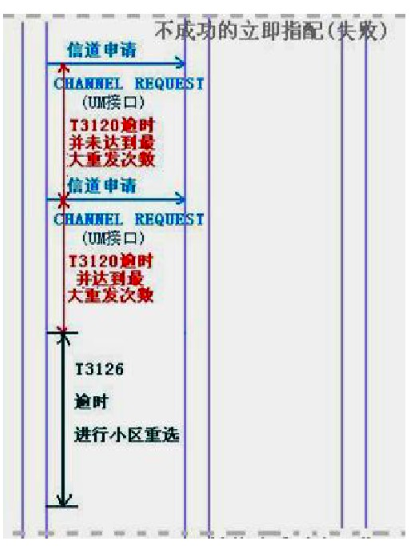 不成功的立即指配(失败)
信道申请
CHANNEL REQUEST
(UM接口)
T3120逾时
并未达到最
大重发次数
信道申请
CHANNEL REQUEST
(UM接口)
T3120逾时
并达到最
大重发次数
T3126
逾时
进行小区重选